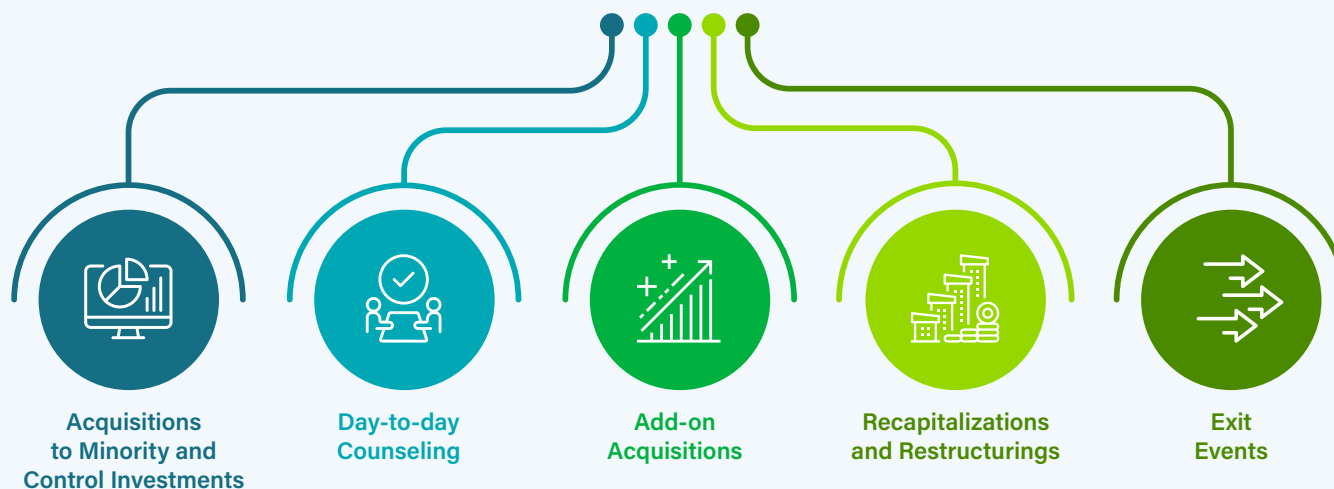 Acquisitions
to Minority and
Control Investments
Day-to-day
Counseling
Add-on
Acquisitions
Recapitalizations
and Restructurings
Exit
Events